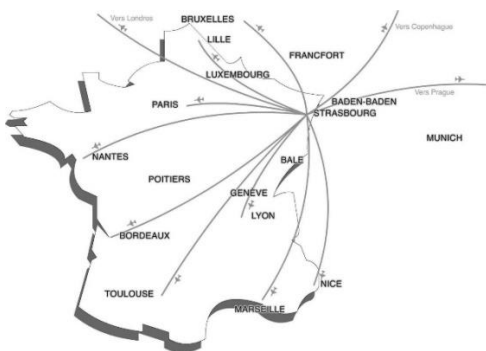 Vers Londres
BRUXELLES
Vers Copenhague
LILLE
FRANCFORT
LUXEMBOURG
Vers Prague
PARIS
BADEN-BADEN
STRASBOURG
MUNICH
NANTES
BALE
POITIERS
GENEVE
LYON
BORDEAUX
TOULOUSE
NICE
MARSEILLE